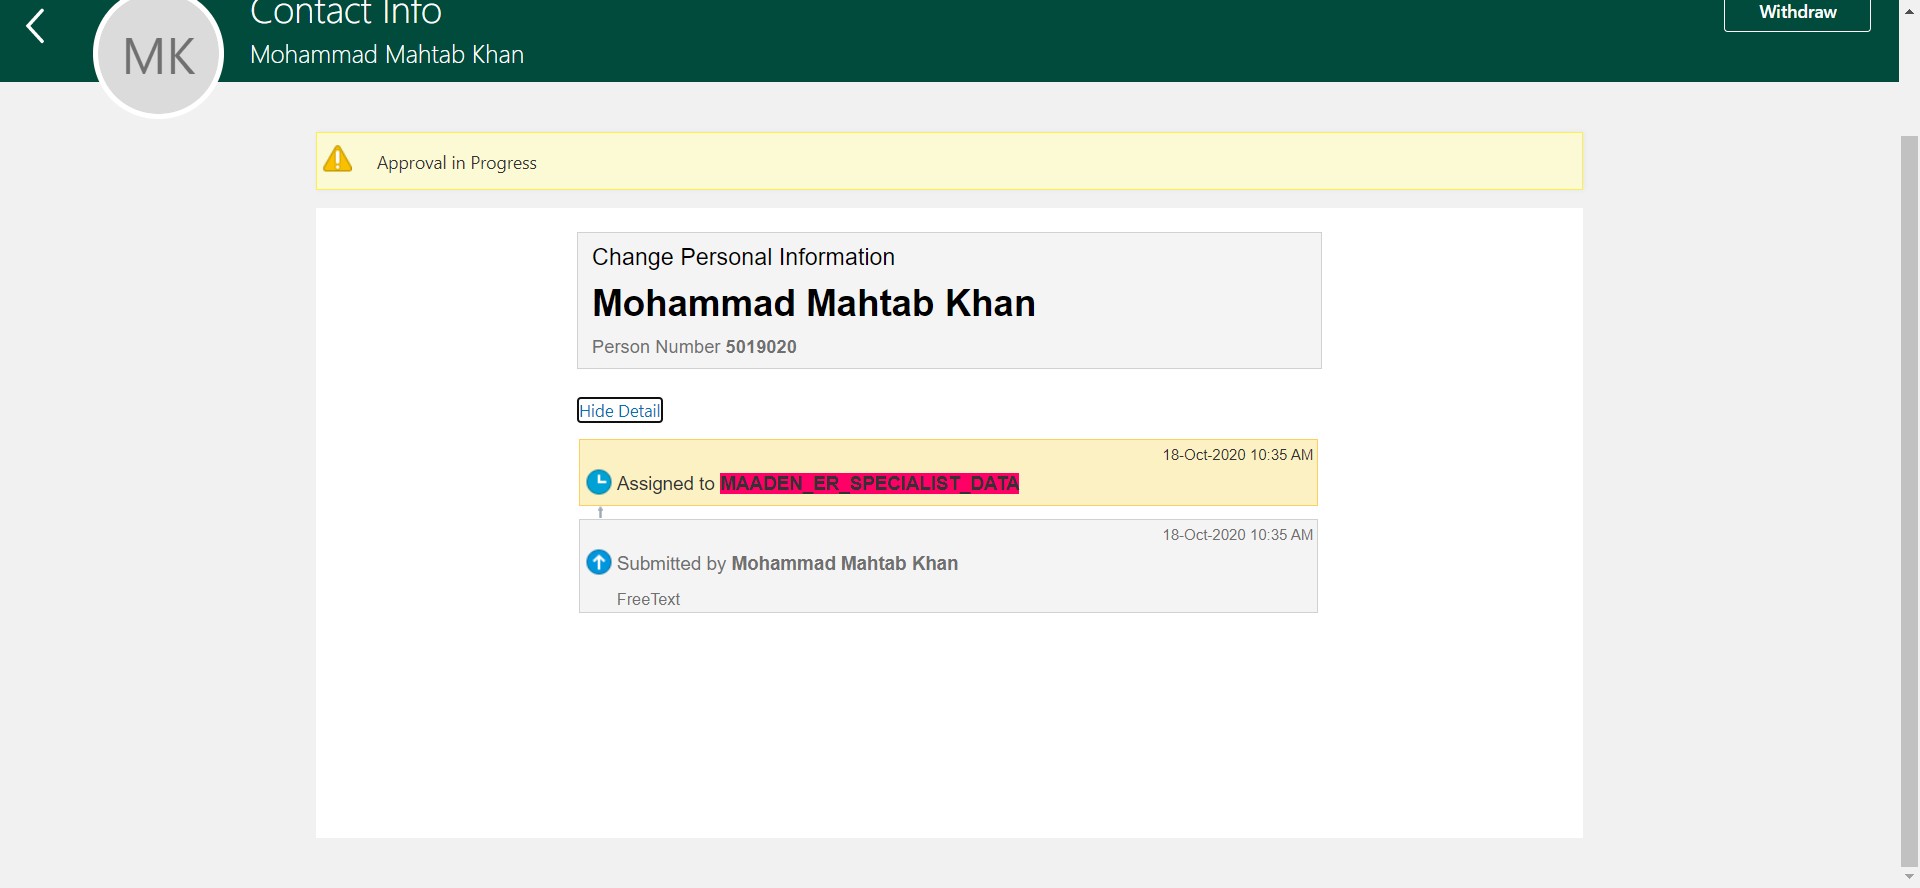 Contact Info
Withdraw
MK
Mohammad Mahtab Khan
Approval in Progress
Change Personal Information
Mohammad Mahtab Khan
Person Number 5019020
Hide Detail
18-Oct-2020 10:35 AM
Assigned to MAADEN_ER_SPECIALIST_DATA
18-Oct-2020 10:35 AM
Submitted by Mohammad Mahtab Khan
FreeText